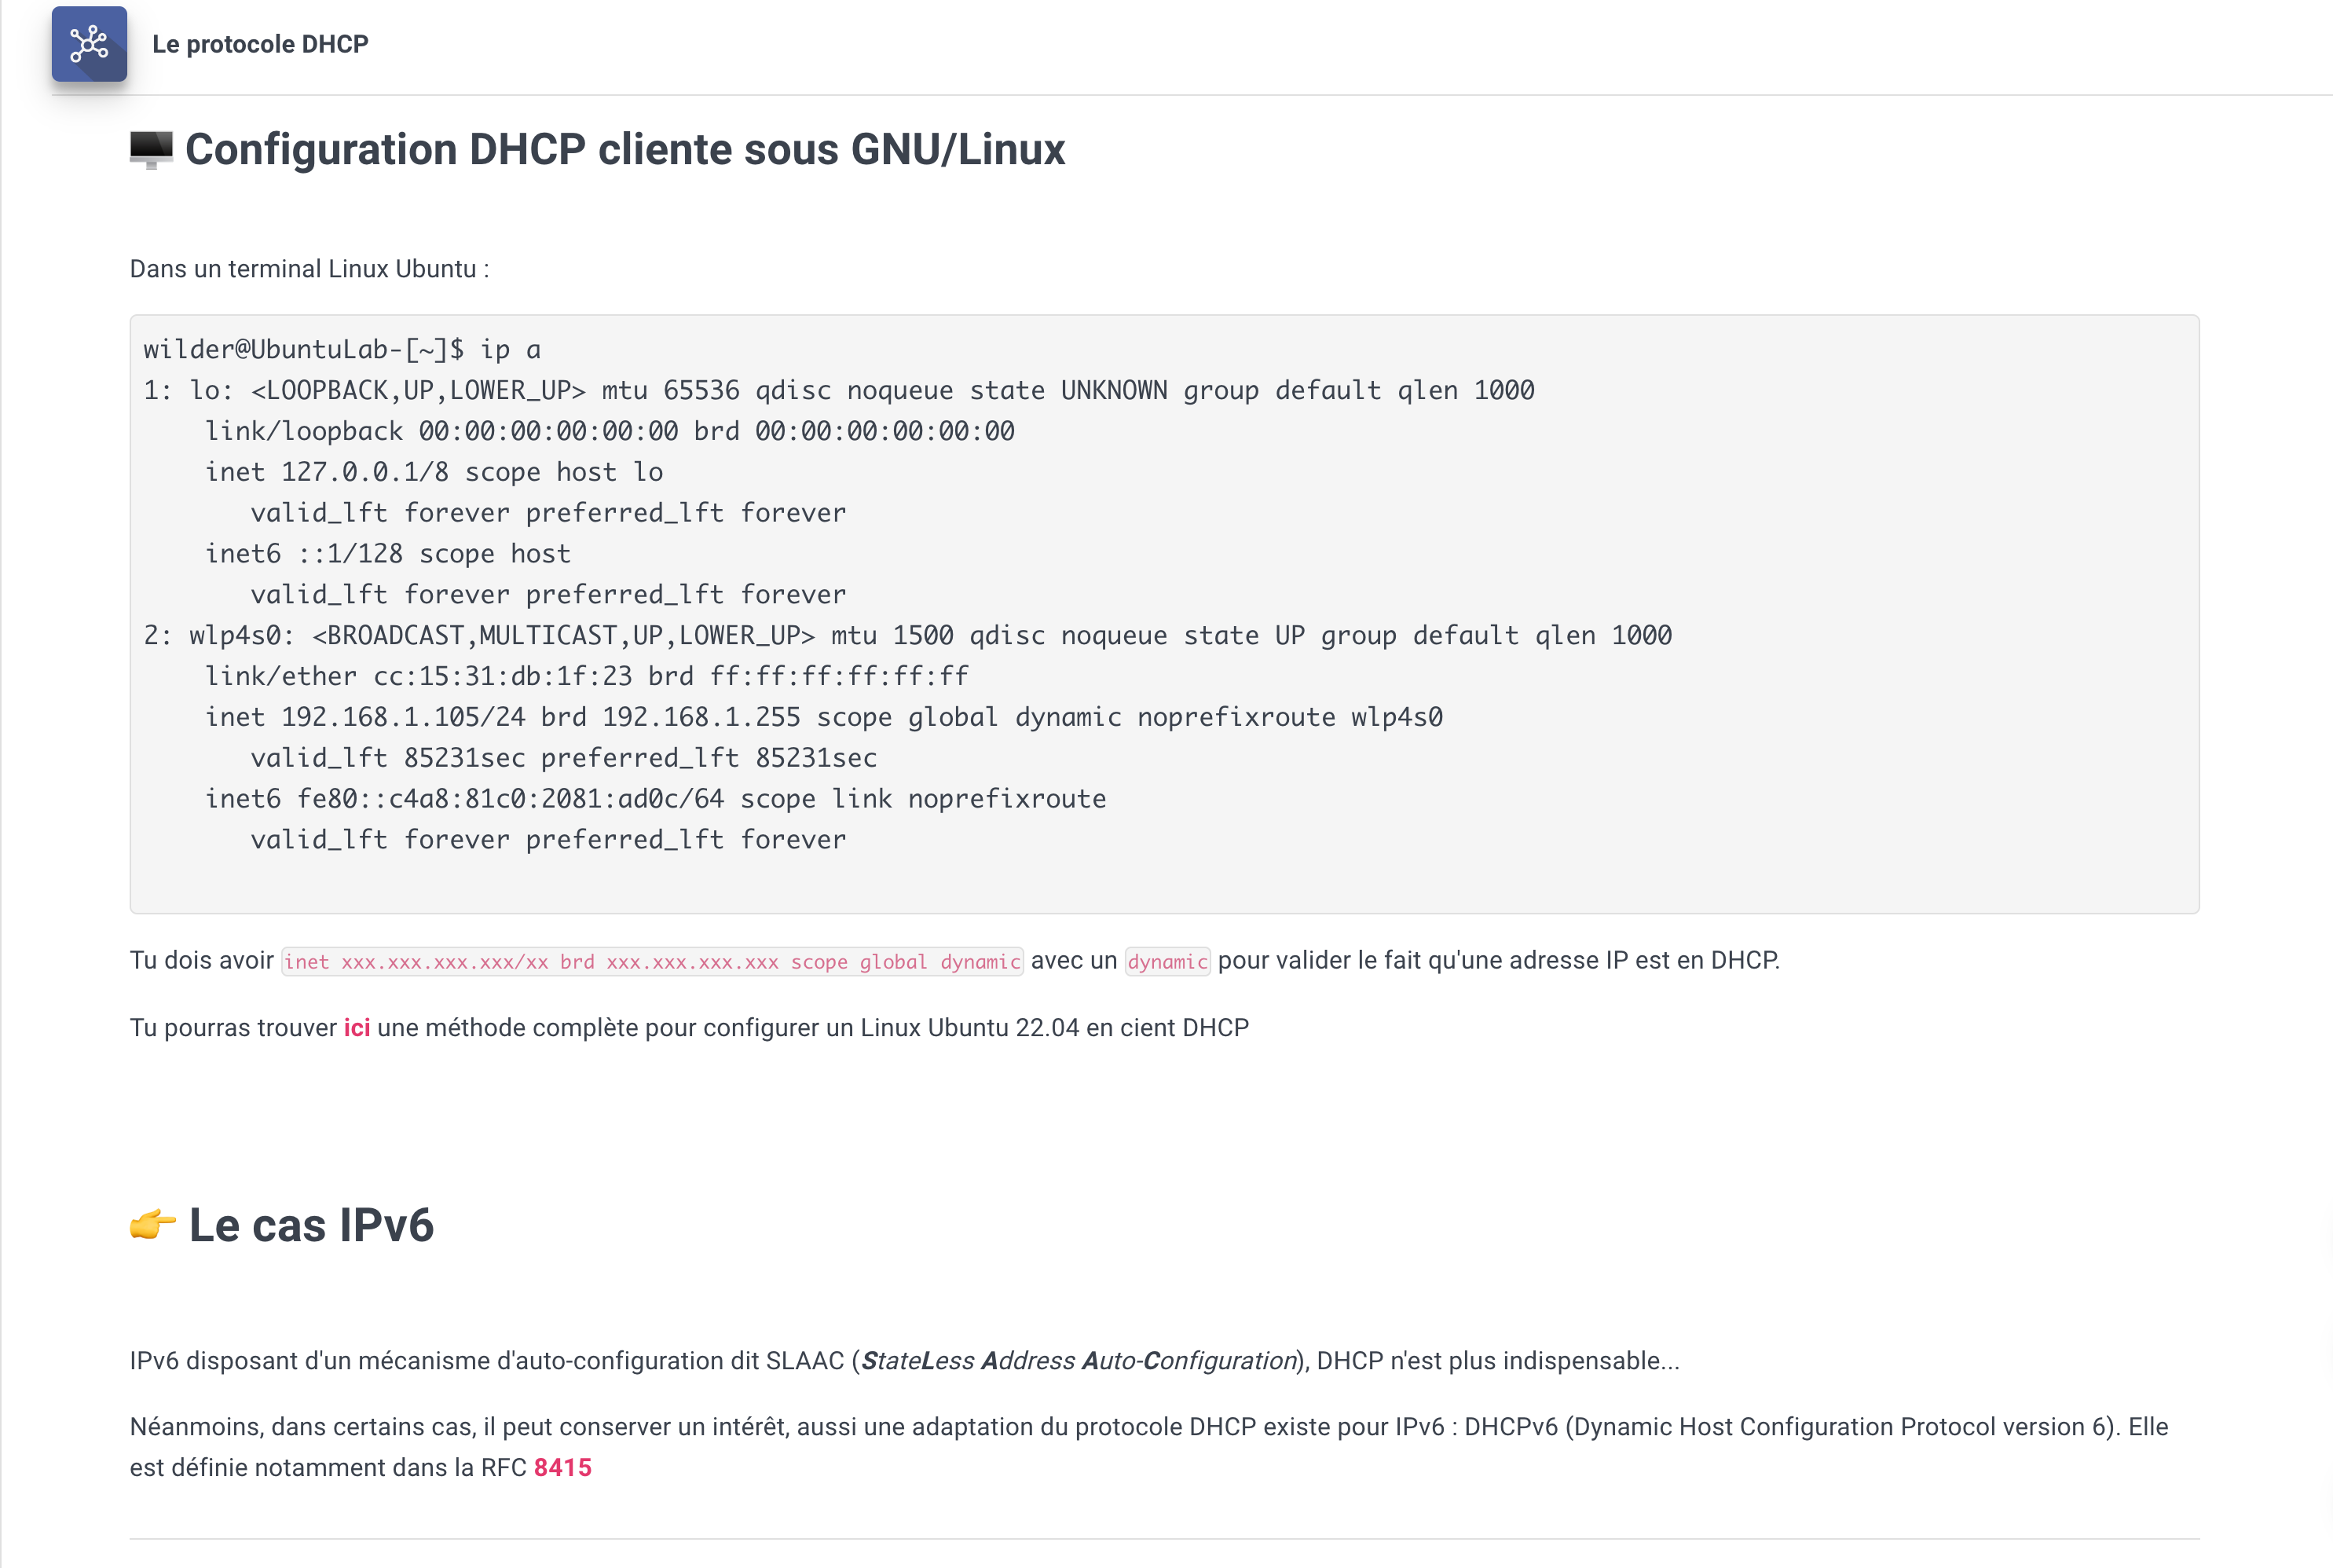 Le protocole DHCP
Configuration DHCP cliente sous GNU/Linux
Dans un terminal Linux Ubuntu :
wilder@UbuntuLab-[~]$ ip a
1: lo: <LOOPBACK,UP,LOWER_UP> mtu 65536 qdisc noqueue state UNKNOWN group default qlen 1000
    link/loopback 00:00:00:00:00:00 brd 00:00:00:00:00:00
    inet 127.0.0.1/8 scope host lo
       valid_lft forever preferred_lft forever
    inet6 ::1/128 scope host
       valid_lft forever preferred_lft forever
2: wlp4s0: <BROADCAST,MULTICAST,UP,LOWER_UP> mtu 1500 qdisc noqueue state UP group default qlen 1000
    link/ether cc:15:31:db:1f:23 brd ff:ff:ff:ff:ff:ff
    inet 192.168.1.105/24 brd 192.168.1.255 scope global dynamic noprefixroute wlp4s0
       valid_lft 85231sec preferred_lft 85231sec
    inet6 fe80::c4a8:81c0:2081:ad0c/64 scope link noprefixroute
       valid_lft forever preferred_lft forever
Tu dois avoir inet xxx.xxx.xxx.xxx/xx brd xxx.xxx.xxx.xxx scope global dynamic avec un dynamic pour valider le fait qu'une adresse IP est en DHCP.
Tu pourras trouver ici une méthode complète pour configurer un Linux Ubuntu 22.04 en cient DHCP
Le cas IPv6
IPv6 disposant d'un mécanisme d'auto-configuration dit SLAAC (StateLess Address Auto-Configuration), DHCP n'est plus indispensable...
Néanmoins, dans certains cas, il peut conserver un intérêt, aussi une adaptation du protocole DHCP existe pour IPv6 : DHCPv6 (Dynamic Host Configuration Protocol version 6). Elle
est définie notamment dans la RFC 8415